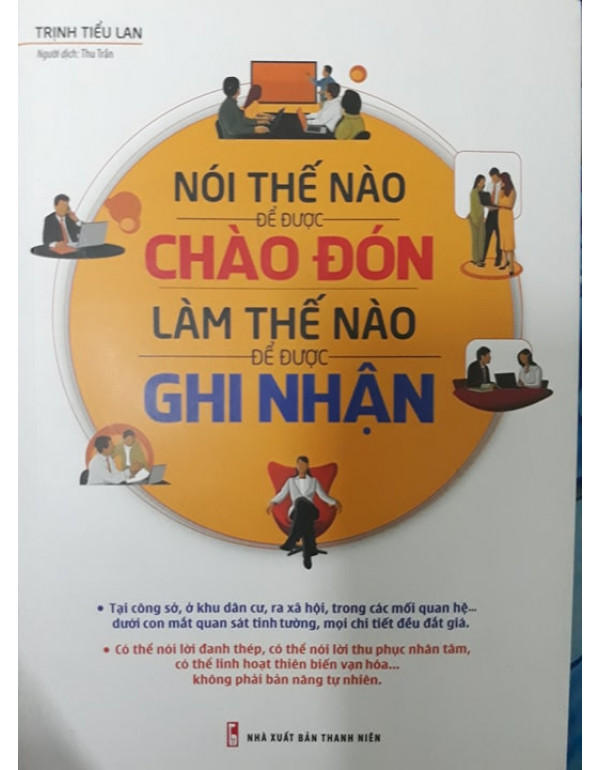 TRỊNH TIỂU LAN
Người dịch: Thu Trần
NÓI THẾ NÀO
ĐỂ ĐƯỢC
CHÀO ĐÓN
LÀM THẾ NÀO
ĐỂ ĐƯỢC
GHI NHẬN
• Tại công sở, ở khu dân cư, ra xã hội, trong các mối quan hệ...
dưới con mắt quan sát tinh tường, mọi chi tiết đều đắt giá.
• Có thể nói lời đanh thép, có thể nói lời thu phục nhân tâm,
có thể linh hoạt thiên biến vạn hóa...
không phải bản năng tự nhiên.
NHÀ XUẤT BẢN THANH NIÊN